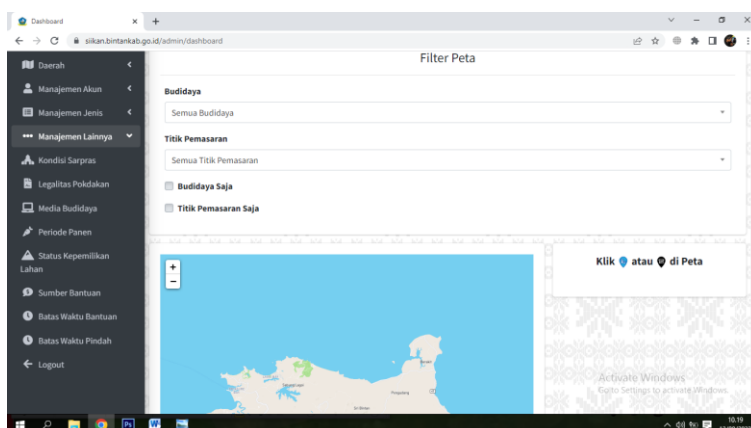 Dashboard
siikan.bintankab.go.id/admin/dashboard
Daerah
Manajemen Akun
Manajemen Jenis
Manajemen Lainnya
Kondisi Sarpras
Legalitas Pokdakan
Media Budidaya
Periode Panen
Status Kepemilikan
Lahan
Sumber Bantuan
Batas Waktu Bantuan
Batas Waktu Pindah
Logout
Filter Peta
Budidaya
Semua Budidaya
Titik Pemasaran
Semua Titik Pemasaran
Budidaya Saja
Titik Pemasaran Saja
+
−
Klik atau di Peta
Activate Windows
Go to Settings to activate Windows.
10.19